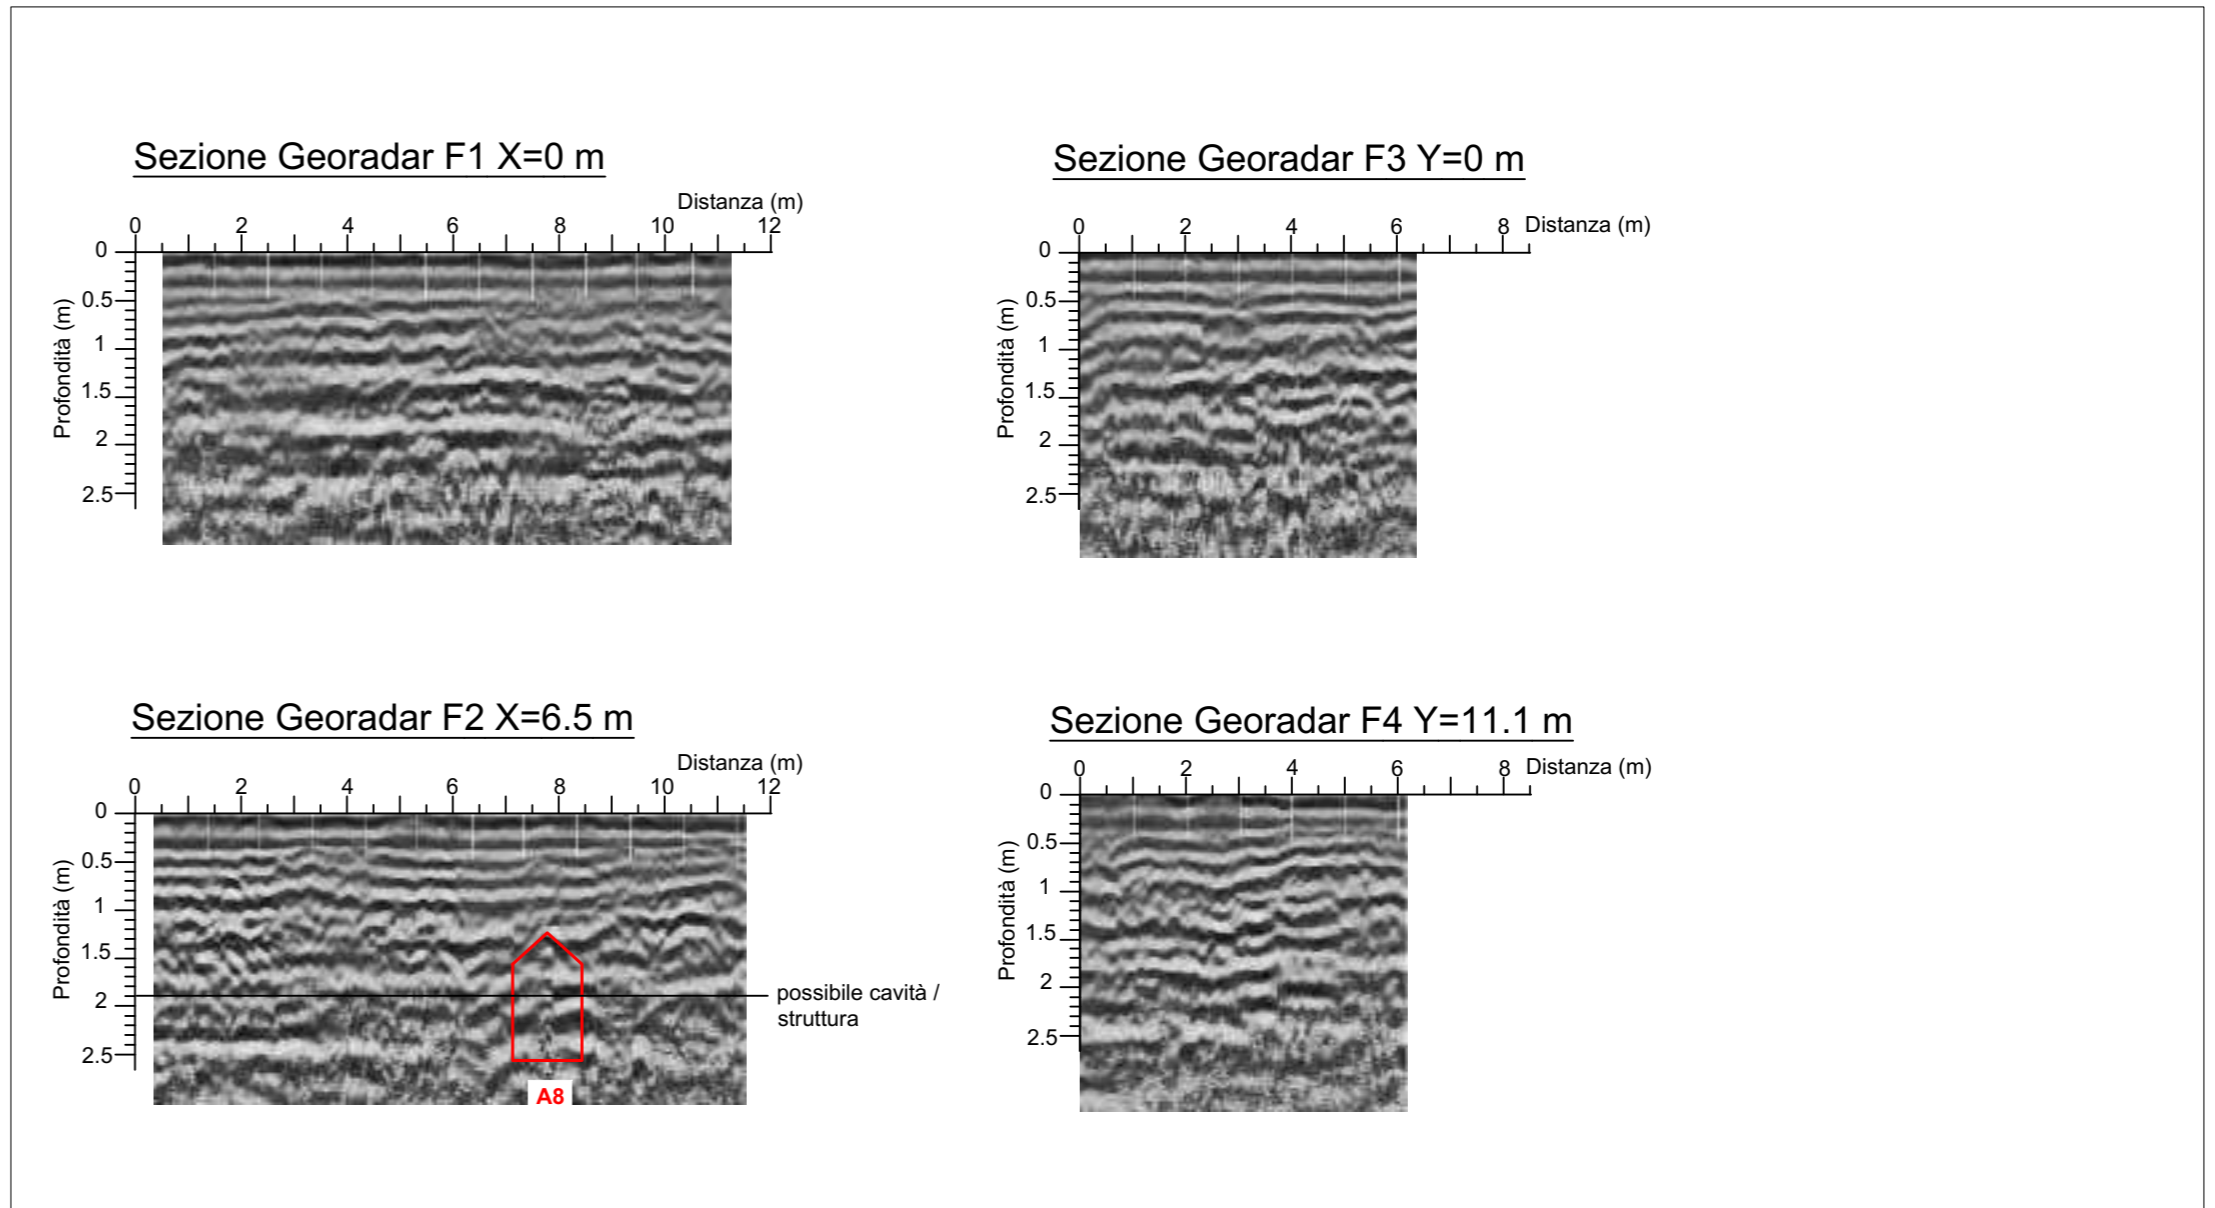 Sezione Georadar F1 X=0 m
Distanza (m)
0 2 4 6 8 10 12
0
0.5
1
1.5
2
2.5
Profondità (m)
Sezione Georadar F3 Y=0 m
0 2 4 6 8 Distanza (m)
0
0.5
1
1.5
2
2.5
Profondità (m)
Sezione Georadar F2 X=6.5 m
Distanza (m)
0 2 4 6 8 10 12
0
0.5
1
1.5
2
2.5
Profondità (m)
possibile cavità /
struttura
A8
Sezione Georadar F4 Y=11.1 m
0 2 4 6 8 Distanza (m)
0
0.5
1
1.5
2
2.5
Profondità (m)